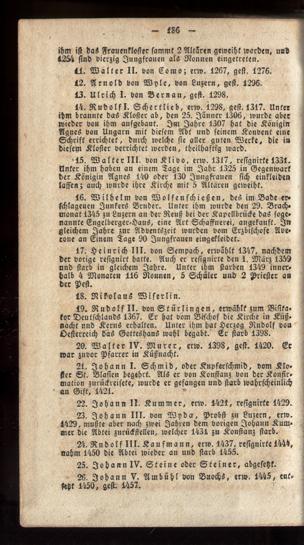 — 186 —
ihm ist das Frauenkloster sammt 2 Altären geweiht worden, und
1254 sind vierzig Jungfrauen als Nonnen eingetreten.
11. Walter II. von Como; erw. 1267, gest. 1276.
12. Arnold von Wyle, von Luzern, gest. 1296.
13. Ulrich I. von Bernau, gest. 1298.
14. Rudolf I. Schertlieb, erw. 1298, gest. 1317. Unter
ihm brannte das Kloster ab, den 25. Jänner 1306, wurde aber
wieder von ihm aufgebaut. Im Jahre 1307 hat die Königin
Agnes von Ungarn mit diesem Abt und seinem Konvent eine
Schrift errichtet, durch welche sie aller guten Werke, die in
diesem Kloster verrichtet werden, theilhaftig ward.
15. Walter III. von Klivo, erw. 1317, resignirte 1331.
Unter ihm haben an einem Tag im Jahr 1325 in Gegenwart
der Königin Agnes 140 oder 130 Jungfrauen sich einkleiden
lassen; auch wurde ihre Kirche mit 5 Altären geweiht.
16. Wilhelm von Wolfenschießen, des im Bade er-
schlagenen Junkers Bruder. Unter ihm wurde den 29. Brach-
monat 1345 zu Luzern an der Reuß bei der Kapellbrücke das soge-
nannte Engelberger-Haus, eine Art Schaffnerei, angekauft. In
gleichem Jahre zur Adventszeit wurden vom Erzbischofe Ave-
rone an Einem Tage 90 Jungfrauen eingekleidet.
17. Heinrich III. von Sempach, erwählt 1347, nachdem
der vorige resignirt hatte. Auch er resignirte den 1. März 1359
und starb in gleichem Jahre. Unter ihm starben 1349 inner-
halb 4 Monaten 116 Nonnen, 5 Schüler und 2 Priester an
der Pest.
18. Nikolaus Wiserlin.
19. Rudolf II. von Stürlingen, erwählt zum Visita-
tor Deutschlands 1367. Er hat vom Bischof die Kirche in Küß-
nacht und Kerns erhalten. Unter ihm hat Herzog Rudolf von
Oesterreich das Gotteshaus wohl begabt. Er starb 1398.
20. Walter IV. Murer, erw. 1398, gest. 1420. Er
war zuvor Pfarrer in Küßnacht.
21. Johann I. Schmid, oder Kupferschmid, vom Klo-
ster St. Blasien begehrt. Als er von Konstanz von der Konfir-
mation zurückreisete, wurde er gefangen und starb wahrscheinlich
an Gift, 1421.
22. Johann II. Kummer, erw. 1421, resignirte 1429.
23. Johann III. von Wyda, Probst zu Luzern, erw.
1429, mußte aber nach zwei Jahren dem vorigen Johann Kum-
mer die Abtei zurückstellen, welcher 1431 zu Konstanz starb.
24. Rudolf III. Kaufmann, erw. 1437, resignirte 1444,
nahm 1450 die Abtei wieder an und starb 1455.
25. Johann IV. Steine oder Steiner, abgesetzt.
26. Johann V. Ambühl von Buochs, erw. 1445, ent-
setzt 1450, gest. 1457.